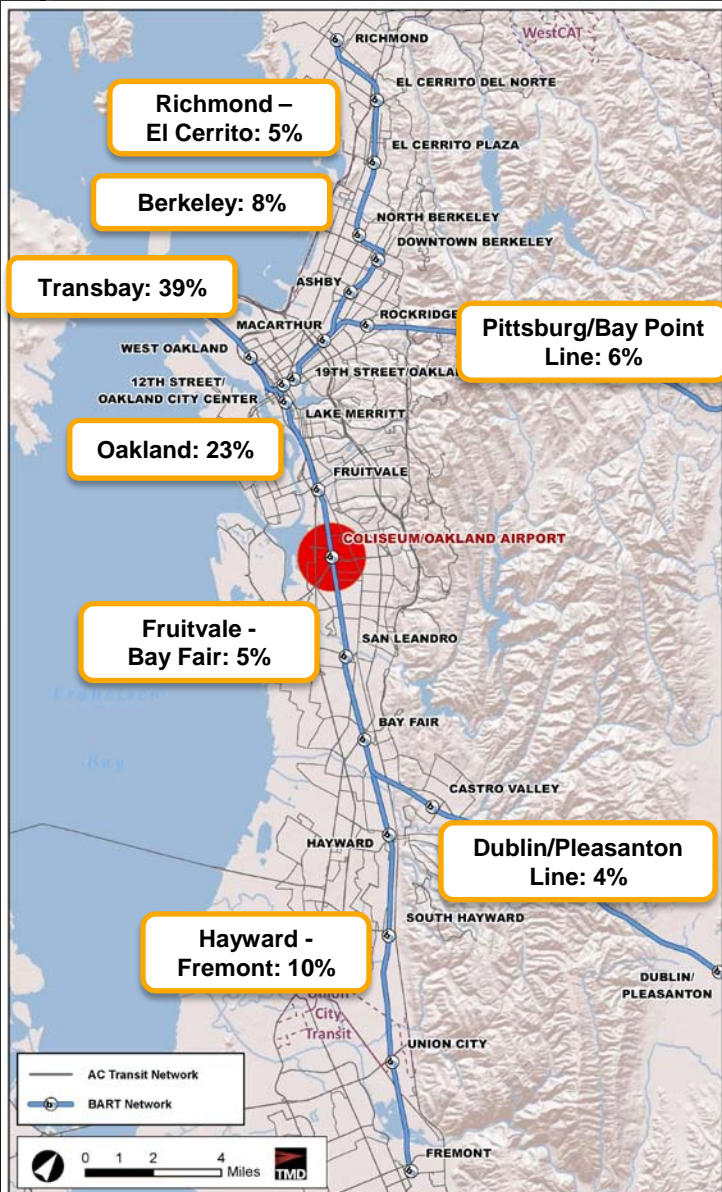 RICHMOND
WestCAT
EL CERRITO DEL NORTE
Richmond –
El Cerrito: 5%
EL CERRITO PLAZA
Berkeley: 8%
NORTH BERKELEY
DOWNTOWN BERKELEY
Transbay: 39%
ASHBY
ROCKRIDGE
MACARTHUR
Pittsburg/Bay Point
Line: 6%
WEST OAKLAND
19TH STREET/OAKL
12TH STREET/
OAKLAND CITY CENTER
LAKE MERRITT
Oakland: 23%
FRUITVALE
COLISEUM/OAKLAND AIRPORT
Fruitvale -
Bay Fair: 5%
SAN LEANDRO
Francisco
Bay
BAY FAIR
CASTRO VALLEY
HAYWARD
Dublin/Pleasanton
Line: 4%
SOUTH HAYWARD
Hayward -
Fremont: 10%
DUBLIN/
PLEASANTON
Union
City
Transit
UNION CITY
AC Transit Network
BART Network
FREMONT
0 1 2 4
Miles
TMD